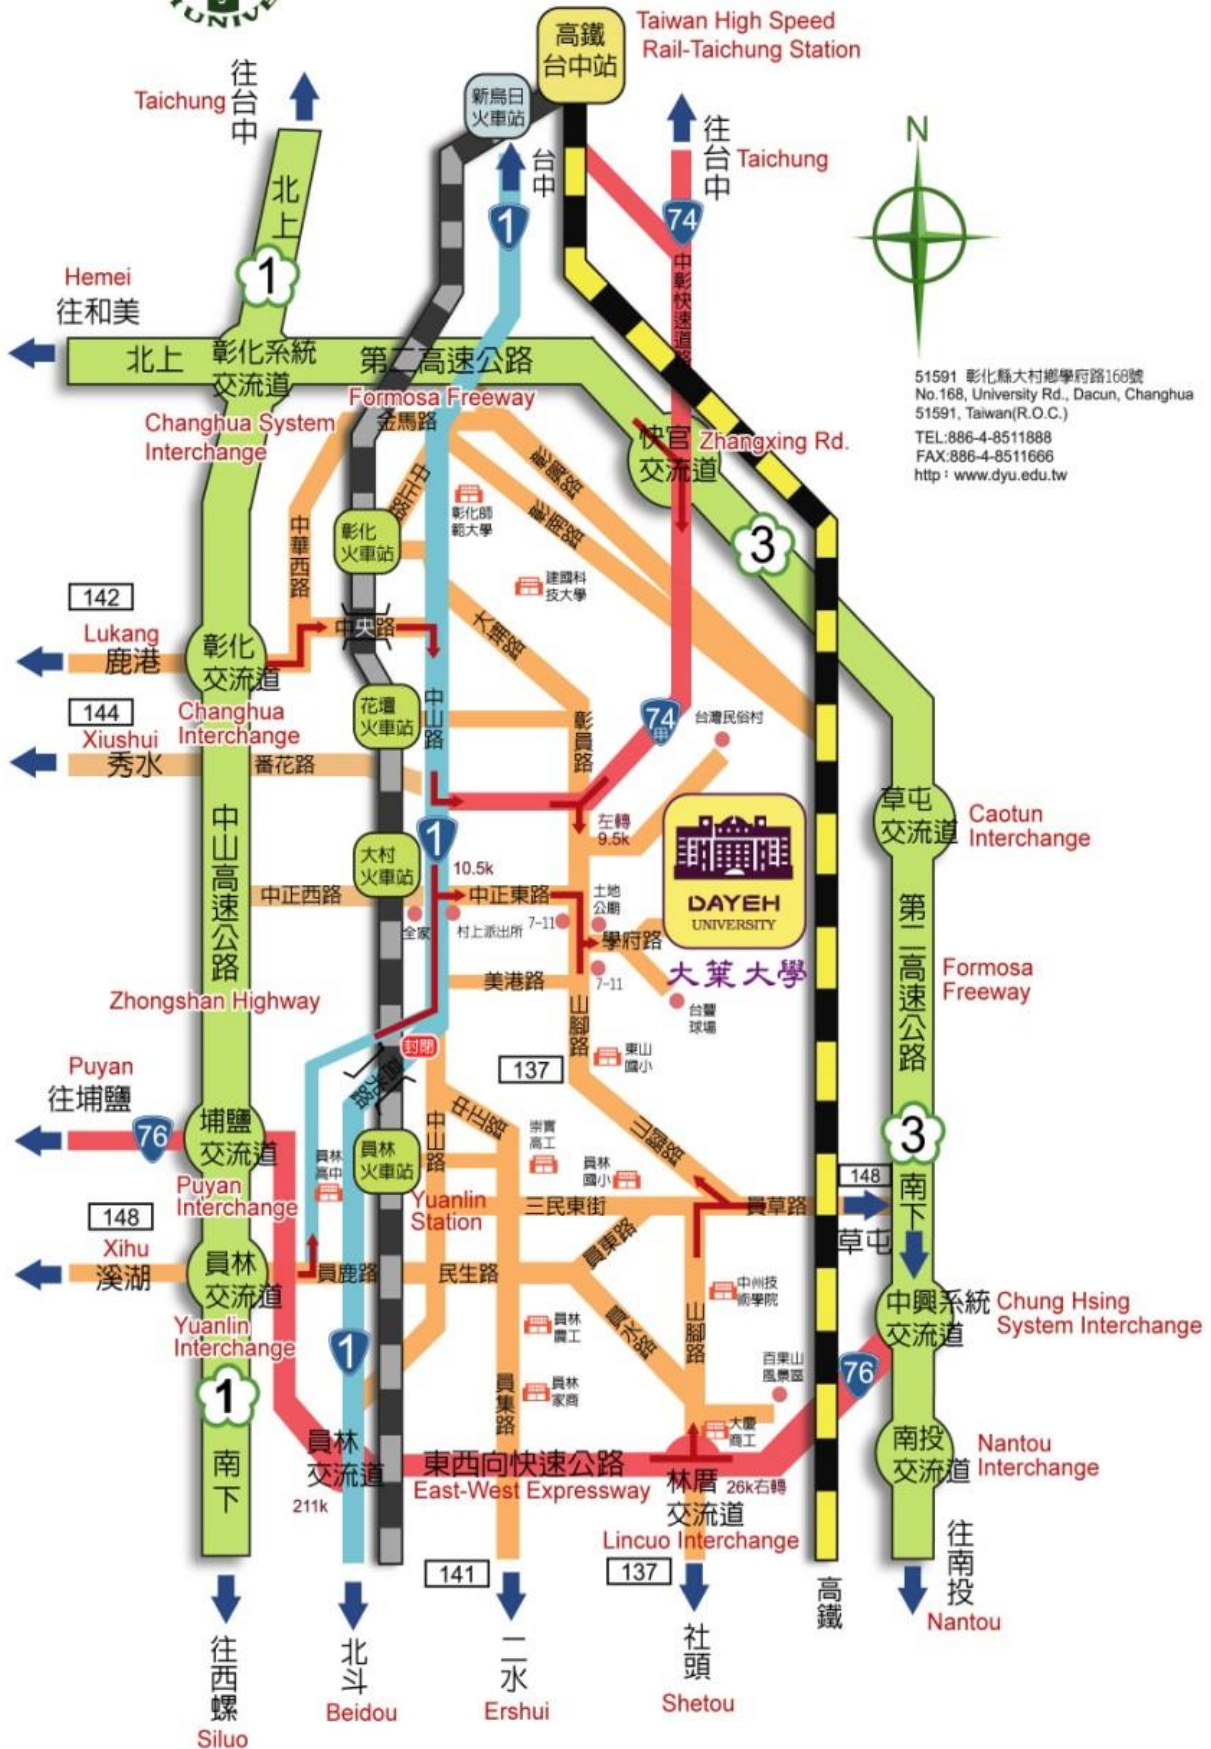 UNIVE
高鐵
台中站
Taiwan High Speed
Rail-Taichung Station
新烏日
火車站
Taichung
往台中
台中
往台中
Taichung
N
北上
1
1
74
中彰快速道路
Hemei
往和美
北上
彰化系統
交流道
第二高速公路
Formosa Freeway
Changhua System
Interchange
金馬路
快官
交流道
Zhangxing Rd.
51591 彰化縣大村鄉學府路168號
No.168, University Rd., Dacun, Changhua
51591, Taiwan(R.O.C.)
TEL:886-4-8511888
FAX:886-4-8511666
http : www.dyu.edu.tw
中正路
彰南路
彰化師
範大學
中華西路
彰化
火車站
3
建國科
技大學
142
Lukang
鹿港
彰化
交流道
Changhua
Interchange
中央路
大埔路
144
Xiushui
秀水
番花路
花壇
火車站
中山路
彰員路
74
甲
台灣民俗村
左轉
9.5k
草屯
交流道
Caotun
Interchange
中山高速公路
1
大村
火車站
10.5k
中正西路
中正東路
土地
公廟
全家
村上派出所
7-11
學府路
DAYEH
UNIVERSITY
大葉大學
第二高速公路
Formosa
Freeway
美港路
7-11
台豐
球場
Zhongshan Highway
封閉
山腳路
137
東山
國小
Puyan
往埔鹽
76
埔鹽
交流道
Puyan
Interchange
中山路
中正路
崇實
高工
山腳路
員林
國小
員林
高中
員林
火車站
Yuanlin
Station
三民東街
員草路
148
草屯
3
南下
148
Xihu
溪湖
員林
交流道
Yuanlin
Interchange
員鹿路
民生路
員東路
中州技
術學院
中興系統
交流道
Chung Hsing
System Interchange
員林
農工
員水路
山腳路
1
1
百果山
風景區
76
員林
家商
員集路
大慶
商工
南下
員林
交流道
211k
東西向快速公路
East-West Expressway
林厝
交流道
26k右轉
Lincuo Interchange
南投
交流道
Nantou
Interchange
141
137
高鐵
往南投
Nantou
往西螺
Siluo
北斗
Beidou
二水
Ershui
社頭
Shetou